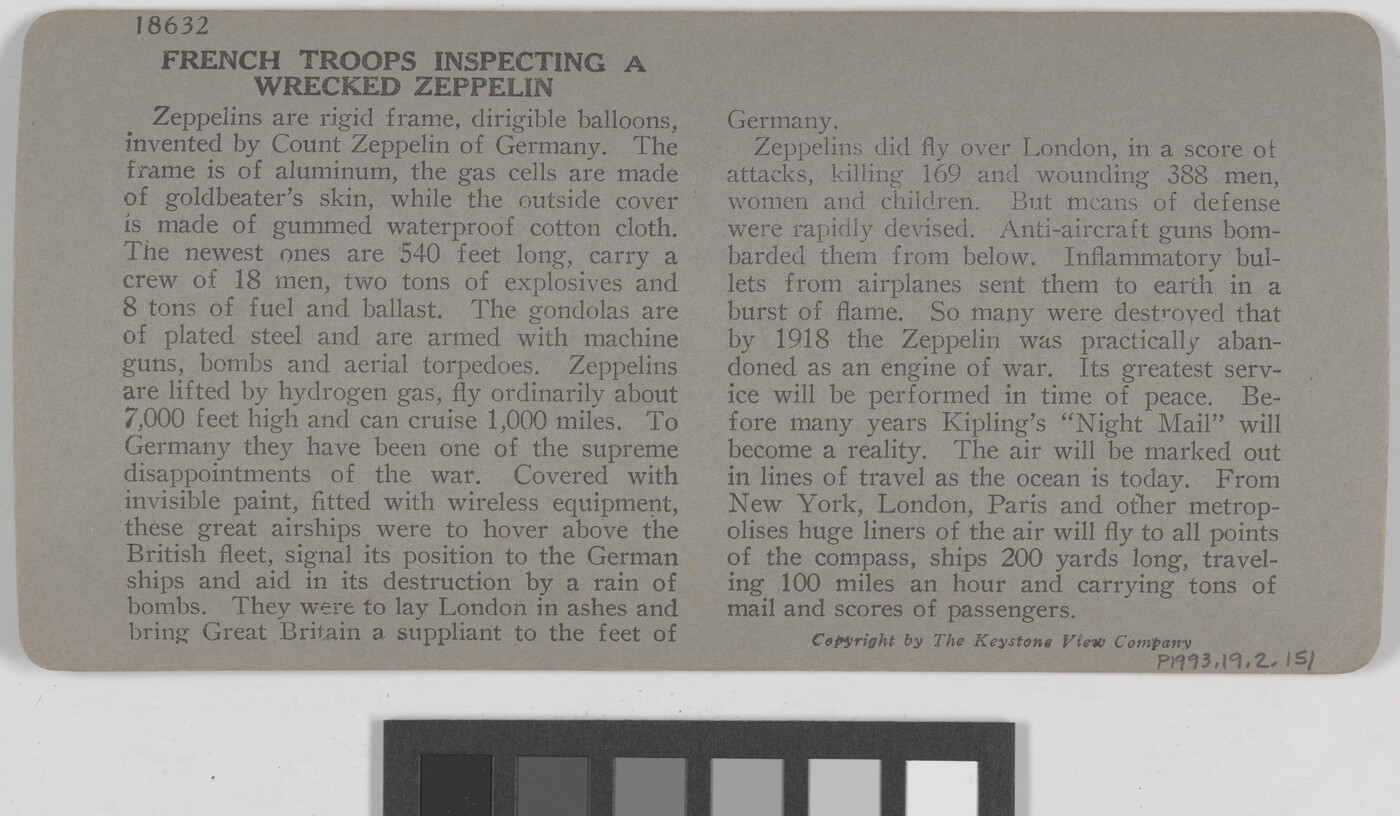 18632
FRENCH TROOPS INSPECTING A
WRECKED ZEPPELIN
Zeppelins are rigid frame, dirigible balloons,
invented by Count Zeppelin of Germany. The
frame is of aluminum, the gas cells are made
of goldbeater's skin, while the outside cover
is made of gummed waterproof cotton cloth.
The newest ones are 540 feet long, carry a
crew of 18 men, two tons of explosives and
8 tons of fuel and ballast. The gondolas are
of plated steel and are armed with machine
guns, bombs and aerial torpedoes. Zeppelins
are lifted by hydrogen gas, fly ordinarily about
7,000 feet high and can cruise 1,000 miles. To
Germany they have been one of the supreme
disappointments of the war. Covered with
invisible paint, fitted with wireless equipment,
these great airships were to hover above the
British fleet, signal its position to the German
ships and aid in its destruction by a rain of
bombs. They were to lay London in ashes and
bring Great Britain a suppliant to the feet of
Germany.
Zeppelins did fly over London, in a score of
attacks, killing 169 and wounding 388 men,
women and children. But means of defense
were rapidly devised. Anti-aircraft guns bom-
barded them from below. Inflammatory bul-
lets from airplanes sent them to earth in a
burst of flame. So many were destroyed that
by 1918 the Zeppelin was practically aban-
doned as an engine of war. Its greatest serv-
ice will be performed in time of peace. Be-
fore many years Kipling's "Night Mail" will
become a reality. The air will be marked out
in lines of travel as the ocean is today. From
New York, London, Paris and other metrop-
olises huge liners of the air will fly to all points
of the compass, ships 200 yards long, travel-
ing 100 miles an hour and carrying tons of
mail and scores of passengers.
Copyright by The Keystone View Company
P1993.19.2.151